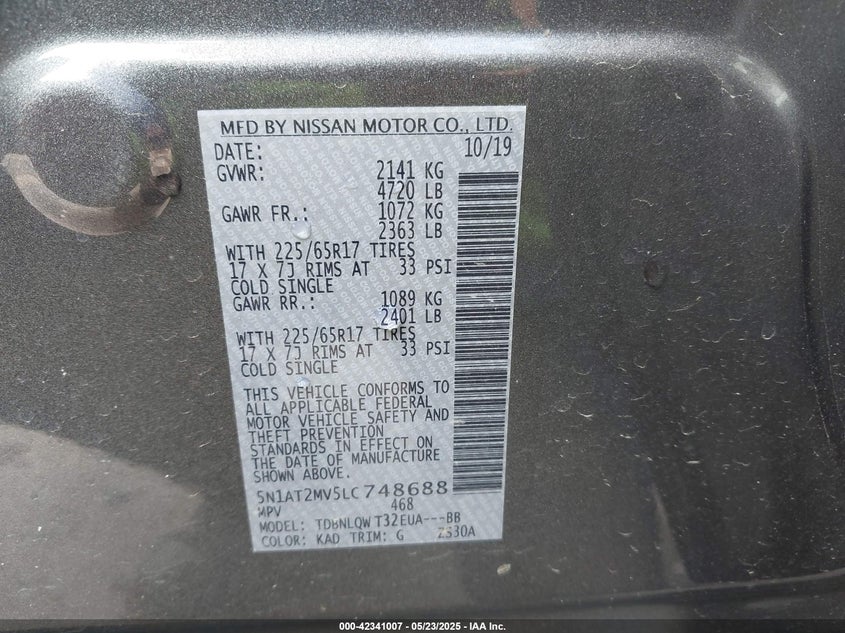 MFD BY NISSAN MOTOR CO., LTD.
DATE: 10/19
GVWR: 2141 KG
4720 LB
GAWR FR.: 1072 KG
2363 LB
WITH 225/65R17 TIRES
17 X 7J RIMS AT 33 PSI
COLD SINGLE
GAWR RR.: 1089 KG
2401 LB
WITH 225/65R17 TIRES
17 X 7J RIMS AT 33 PSI
COLD SINGLE
THIS VEHICLE CONFORMS TO
ALL APPLICABLE FEDERAL
MOTOR VEHICLE SAFETY AND
THEFT PREVENTION
STANDARDS IN EFFECT ON
THE DATE OF MANUFACTURE
SHOWN ABOVE.
5N1AT2MV5LC748688
MPV 468
MODEL: TDBNLQWT32EUA---BB
COLOR: KAD TRIM: G ZS30A
000-42341007 — 05/23/2025 — IAA Inc.